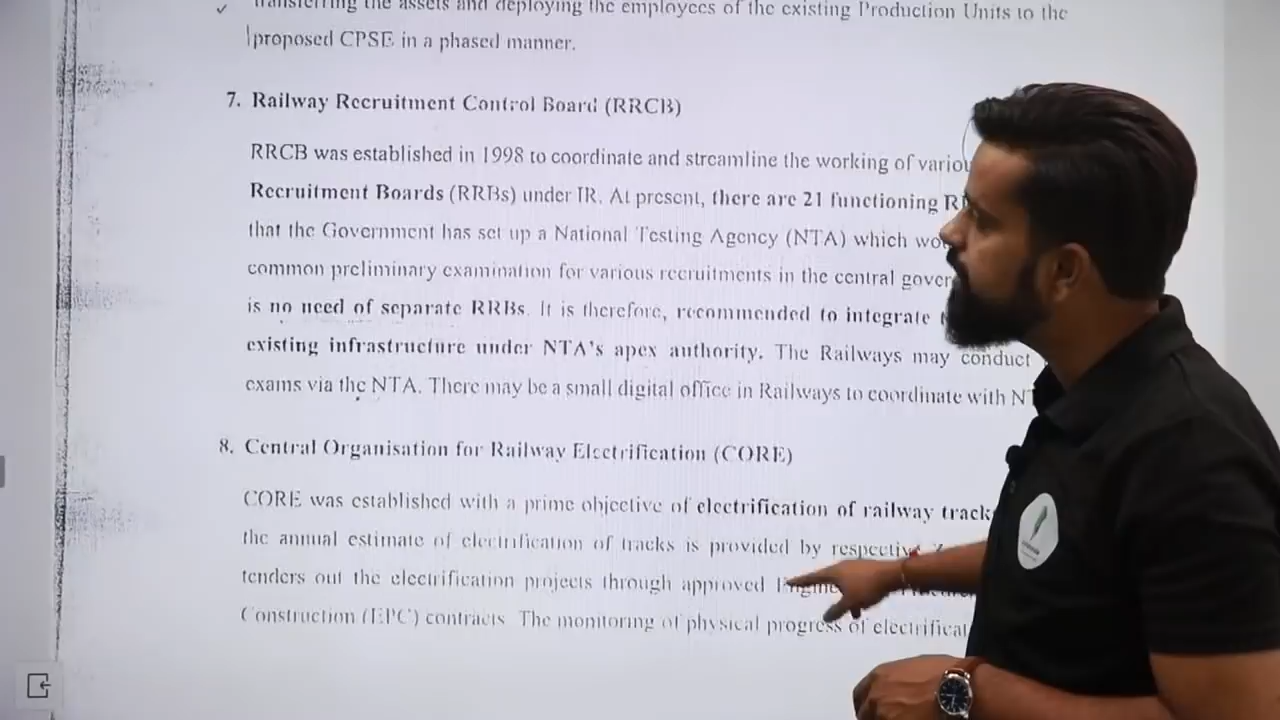 transferring the assets and deploying the employees of the existing Production Units to the
proposed CPSE in a phased manner.
7. Railway Recruitment Control Board (RRCB)
RRCB was established in 1998 to coordinate and streamline the working of variou
Recruitment Boards (RRBs) under IR. At present, there are 21 functioning R
that the Government has set up a National Testing Agency (NTA) which wo
common preliminary examination for various recruitments in the central gover
is no need of separate RRBs. It is therefore, recommended to integrate
existing infrastructure under NTA's apex authority. The Railways may conduct
exams via the NTA. There may be a small digital office in Railways to coordinate with N
8. Central Organisation for Railway Electrification (CORE)
CORE was established with a prime objective of electrification of railway track
the annual estimate of electrification of tracks is provided by respective
tenders out the electrification projects through approved
Construction (EPC) contracts. The monitoring of physical progress of electrificat